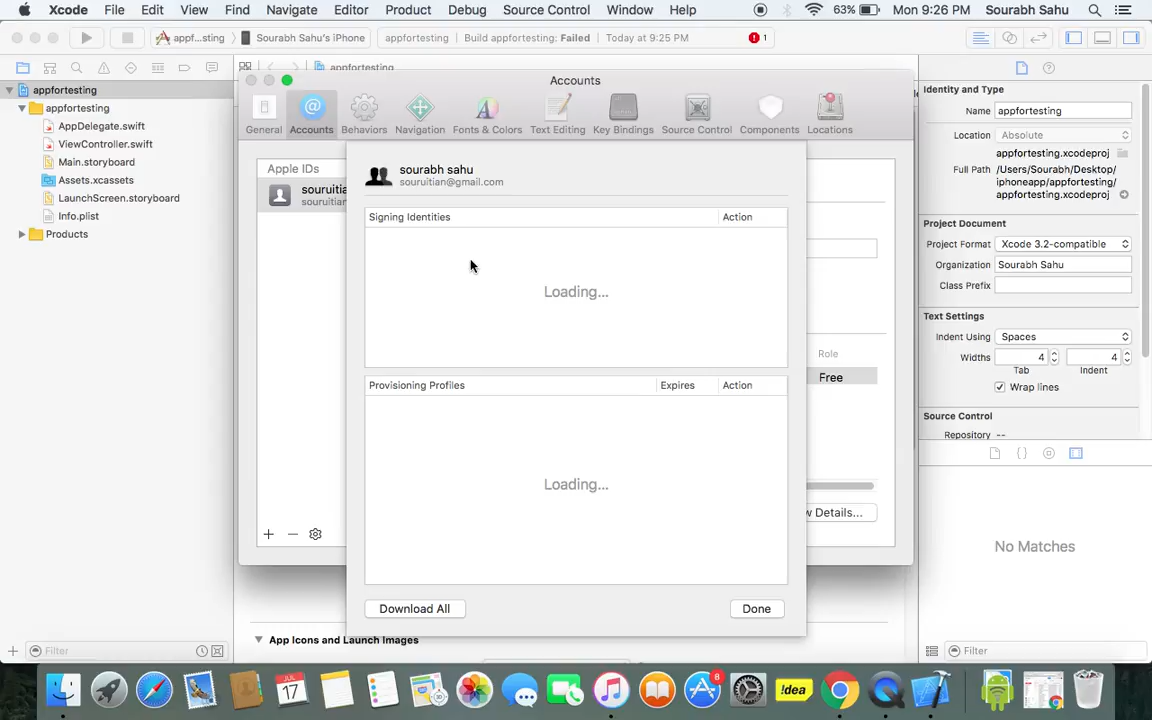 Xcode File Edit View Find Navigate Editor Product Debug Source Control Window Help 63% Mon 9:26 PM Sourabh Sahu
appf...sting Sourabh Sahu's iPhone appfortesting Build appfortesting: Failed Today at 9:25 PM 1
appfortesting
appfortesting
AppDelegate.swift
ViewController.swift
Main.storyboard
Assets.xcassets
LaunchScreen.storyboard
Info.plist
Products
Filter
appfortesting
Accounts
General Accounts Behaviors Navigation Fonts & Colors Text Editing Key Bindings Source Control Components Locations
Apple IDs
souruitian
souruitian
sourabh sahu
souruitian@gmail.com
Signing Identities Action
Loading...
Provisioning Profiles Expires Action
Loading...
Download All Done
Role
Free
w Details...
App Icons and Launch Images
Identity and Type
Name appfortesting
Location Absolute
appfortesting.xcodeproj
Full Path /Users/Sourabh/Desktop/
iphoneapp/appfortesting/
appfortesting.xcodeproj
Project Document
Project Format Xcode 3.2-compatible
Organization Sourabh Sahu
Class Prefix
Text Settings
Indent Using Spaces
Widths 4 4
Tab Indent
Wrap lines
Source Control
Repository --
No Matches
Filter
JUL
17
8
!dea